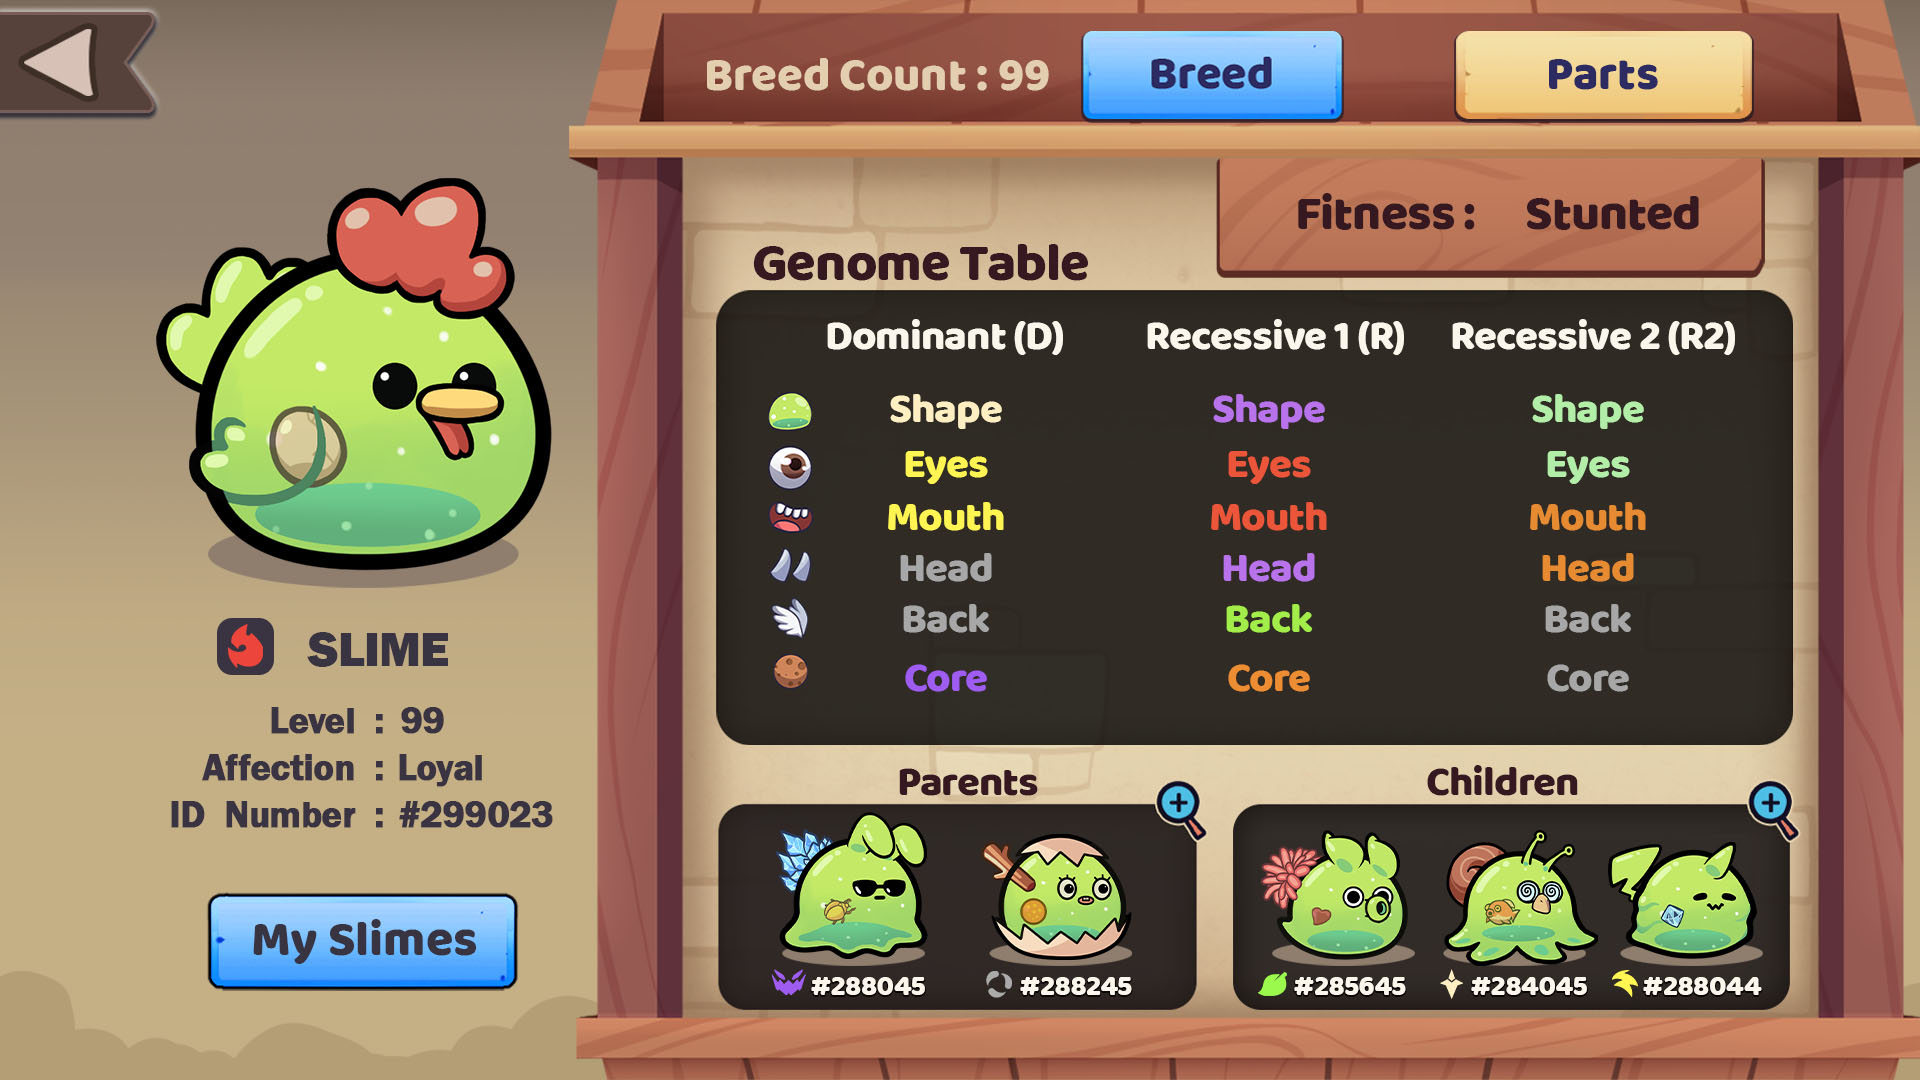 Breed Count : 99
Breed
Parts
Fitness : Stunted
Genome Table
Dominant (D) Recessive 1 (R) Recessive 2 (R2)
Shape Shape Shape
Eyes Eyes Eyes
Mouth Mouth Mouth
Head Head Head
Back Back Back
Core Core Core
SLIME
Level : 99
Affection : Loyal
ID Number : #299023
My Slimes
Parents
#288045 #288245
Children
#285645 #284045 #288044